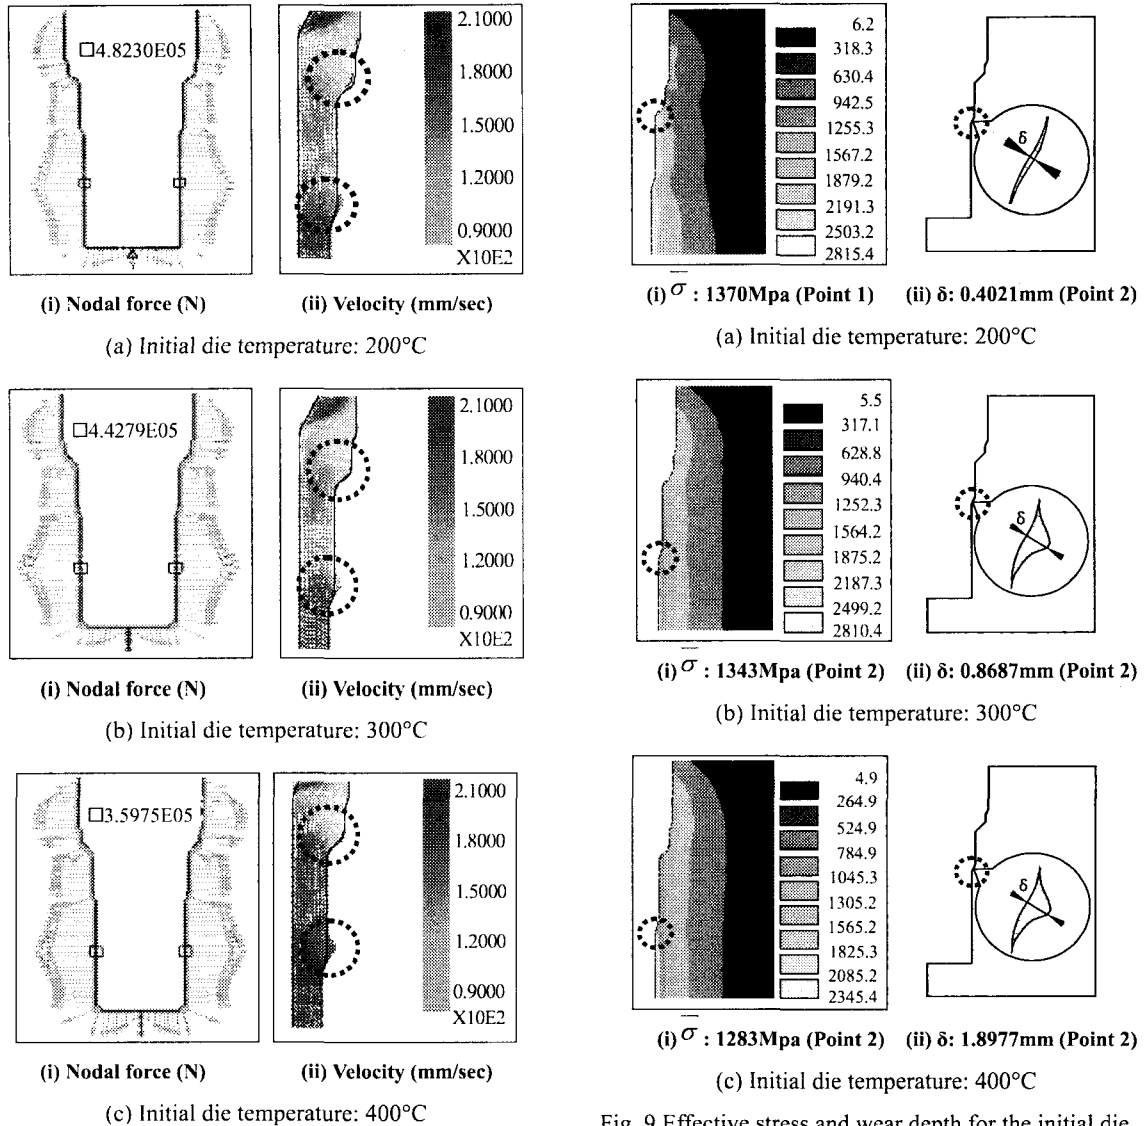 □4.8230E05
2.1000
1.8000
1.5000
1.2000
0.9000
X10E2
(i) Nodal force (N)
(ii) Velocity (mm/sec)
(a) Initial die temperature: 200°C
□4.4279E05
2.1000
1.8000
1.5000
1.2000
0.9000
X10E2
(i) Nodal force (N)
(ii) Velocity (mm/sec)
(b) Initial die temperature: 300°C
□3.5975E05
2.1000
1.8000
1.5000
1.2000
0.9000
X10E2
(i) Nodal force (N)
(ii) Velocity (mm/sec)
(c) Initial die temperature: 400°C
6.2
318.3
630.4
942.5
1255.3
1567.2
1879.2
2191.3
2503.2
2815.4
δ
(i) σ̅ : 1370Mpa (Point 1)
(ii) δ: 0.4021mm (Point 2)
(a) Initial die temperature: 200°C
5.5
317.1
628.8
940.4
1252.3
1564.2
1875.2
2187.3
2499.2
2810.4
δ
(i) σ̅ : 1343Mpa (Point 2)
(ii) δ: 0.8687mm (Point 2)
(b) Initial die temperature: 300°C
4.9
264.9
524.9
784.9
1045.3
1305.2
1565.2
1825.3
2085.2
2345.4
δ
(i) σ̅ : 1283Mpa (Point 2)
(ii) δ: 1.8977mm (Point 2)
(c) Initial die temperature: 400°C
Fig. 9 Effective stress and wear depth for the initial die